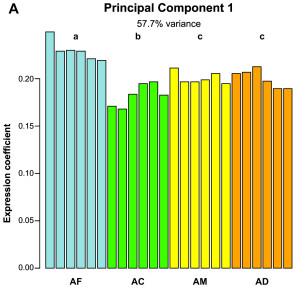 A
Principal Component 1
57.7% variance
a b c c
Expression coefficient
0.20
0.15
0.10
0.05
0.00
AF AC AM AD